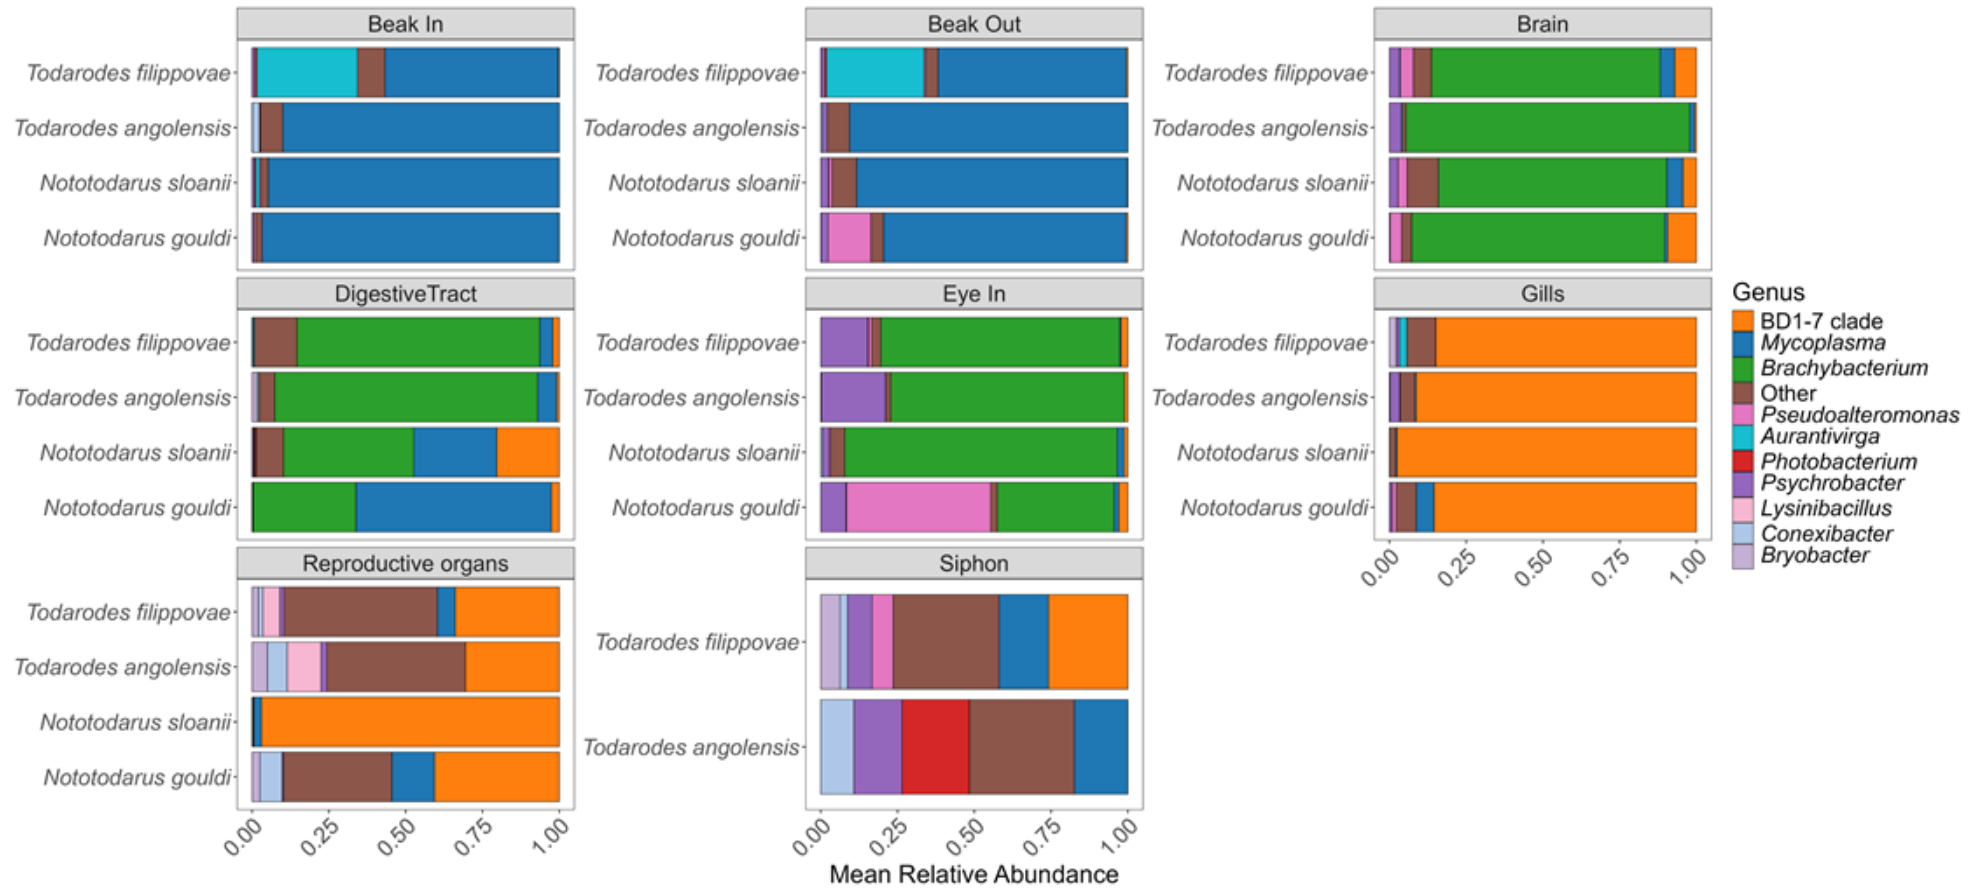 Beak In
Beak Out
Brain
Todarodes filippovae
Todarodes angolensis
Nototodarus sloanii
Nototodarus gouldi
Todarodes filippovae
Todarodes angolensis
Nototodarus sloanii
Nototodarus gouldi
Todarodes filippovae
Todarodes angolensis
Nototodarus sloanii
Nototodarus gouldi
DigestiveTract
Eye In
Gills
Todarodes filippovae
Todarodes angolensis
Nototodarus sloanii
Nototodarus gouldi
Todarodes filippovae
Todarodes angolensis
Nototodarus sloanii
Nototodarus gouldi
Todarodes filippovae
Todarodes angolensis
Nototodarus sloanii
Nototodarus gouldi
0.00 0.25 0.50 0.75 1.00
Genus
BD1-7 clade
Mycoplasma
Brachybacterium
Other
Pseudoalteromonas
Aurantivirga
Photobacterium
Psychrobacter
Lysinibacillus
Conexibacter
Bryobacter
Reproductive organs
Siphon
Todarodes filippovae
Todarodes angolensis
Nototodarus sloanii
Nototodarus gouldi
0.00 0.25 0.50 0.75 1.00
Todarodes filippovae
Todarodes angolensis
0.00 0.25 0.50 0.75 1.00
Mean Relative Abundance